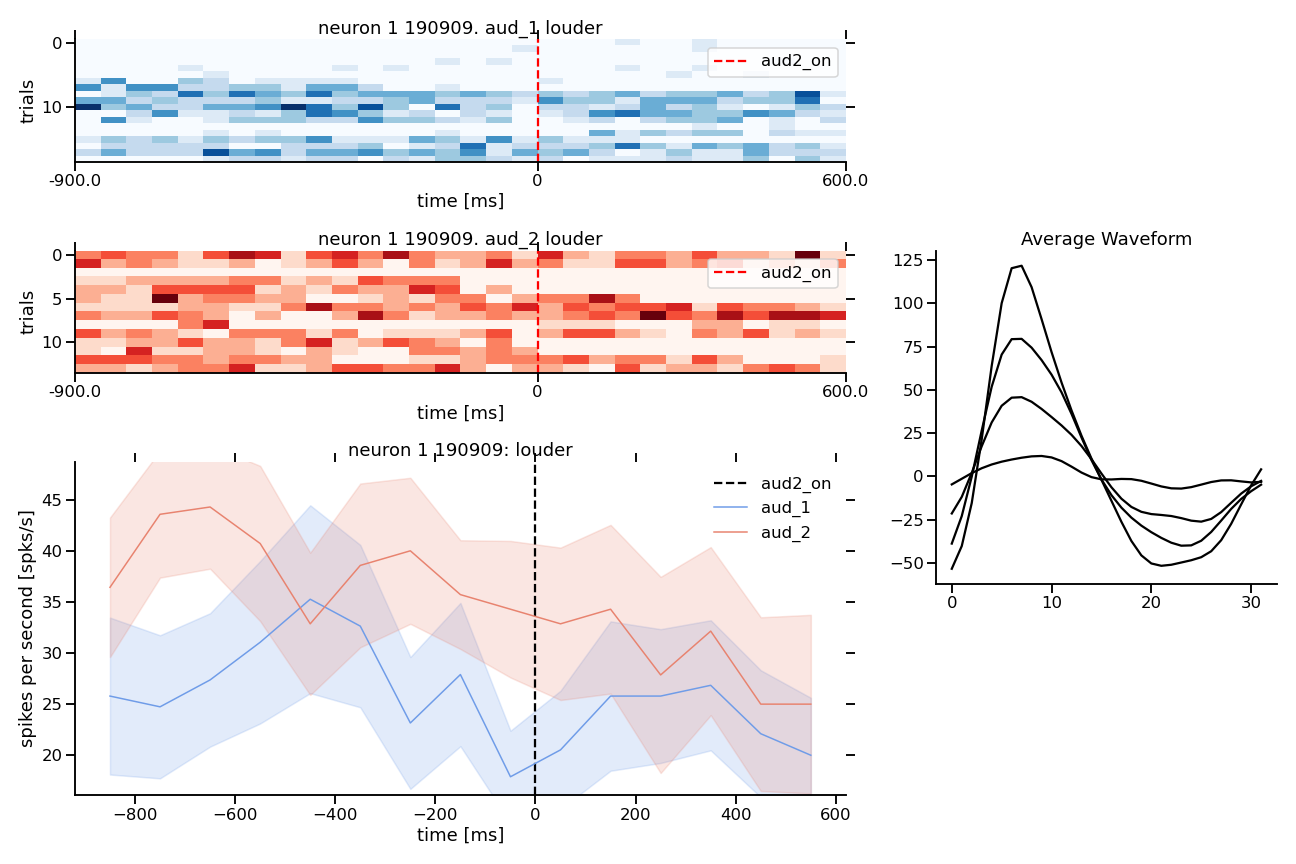 neuron 1 190909. aud_1 louder
0
10
trials
aud2_on
-900.0
0
600.0
time [ms]
neuron 1 190909. aud_2 louder
0
5
10
trials
aud2_on
-900.0
0
600.0
time [ms]
neuron 1 190909: louder
45
40
35
30
25
20
spikes per second [spks/s]
aud2_on
aud_1
aud_2
−800
−600
−400
−200
0
200
400
600
time [ms]
Average Waveform
125
100
75
50
25
0
−25
−50
0
10
20
30